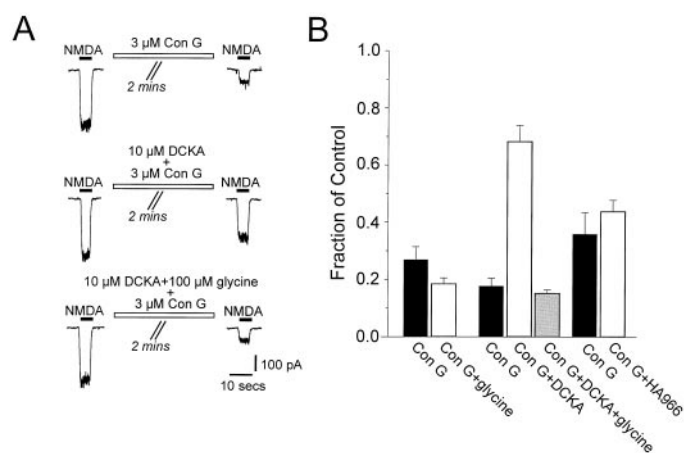 A
NMDA 3 µM Con G NMDA
2 mins
10 µM DCKA
+
NMDA 3 µM Con G NMDA
2 mins
10 µM DCKA+100 µM glycine
+
NMDA 3 µM Con G NMDA
2 mins
100 pA
10 secs
B
Fraction of Control
1.0
0.8
0.6
0.4
0.2
0.0
Con G
Con G+glycine
Con G
Con G+DCKA
Con G+DCKA+glycine
Con G
Con G+HA966